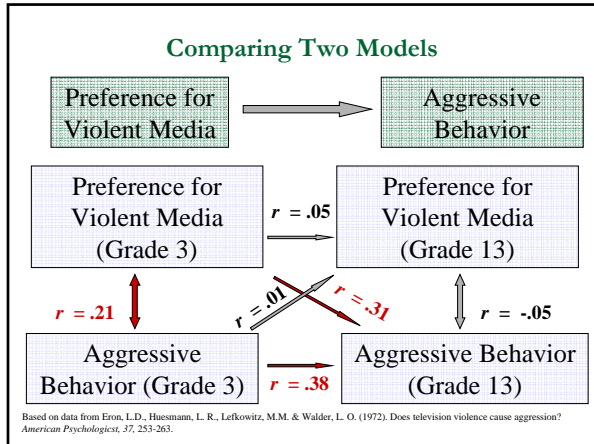 Comparing Two Models
Preference for
Violent Media
Aggressive
Behavior
Preference for
Violent Media
(Grade 3)
r = .05
Preference for
Violent Media
(Grade 13)
r = .21
r = .01
r = .31
r = -.05
Aggressive
Behavior (Grade 3)
r = .38
Aggressive Behavior
(Grade 13)
Based on data from Eron, L.D., Huesmann, L. R., Lefkowitz, M.M. & Walder, L. O. (1972). Does television violence cause aggression?
American Psychologicst, 37, 253-263.